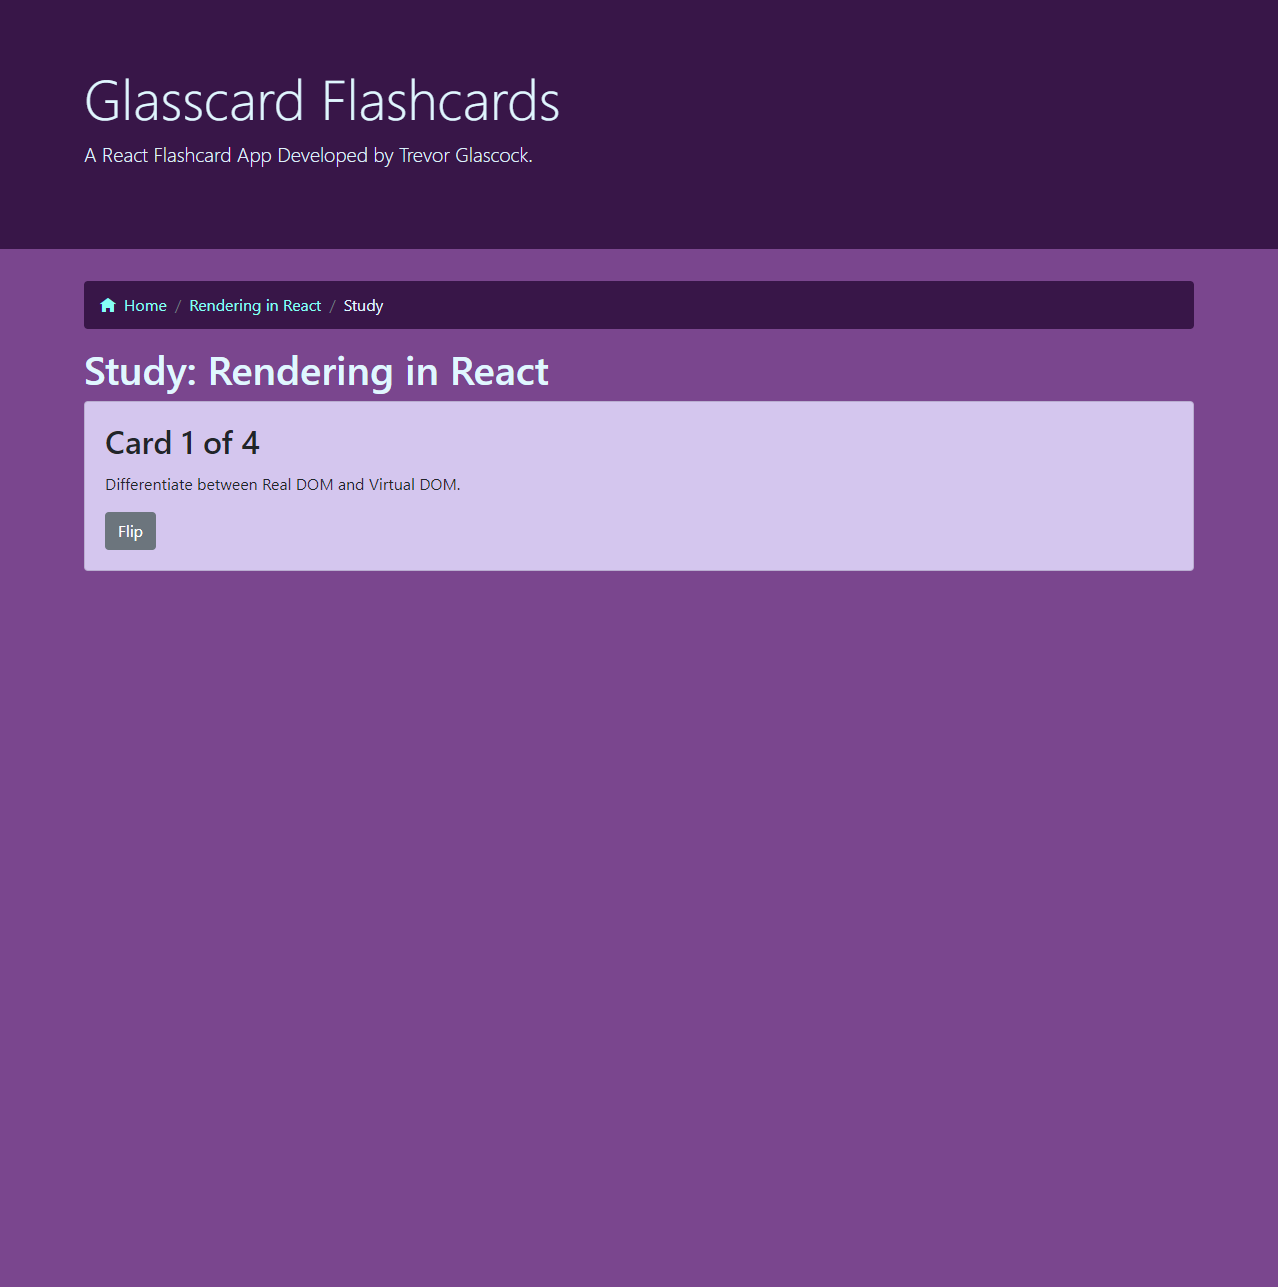 Glasscard Flashcards
A React Flashcard App Developed by Trevor Glascock.
Home / Rendering in React / Study
Study: Rendering in React
Card 1 of 4
Differentiate between Real DOM and Virtual DOM.
Flip